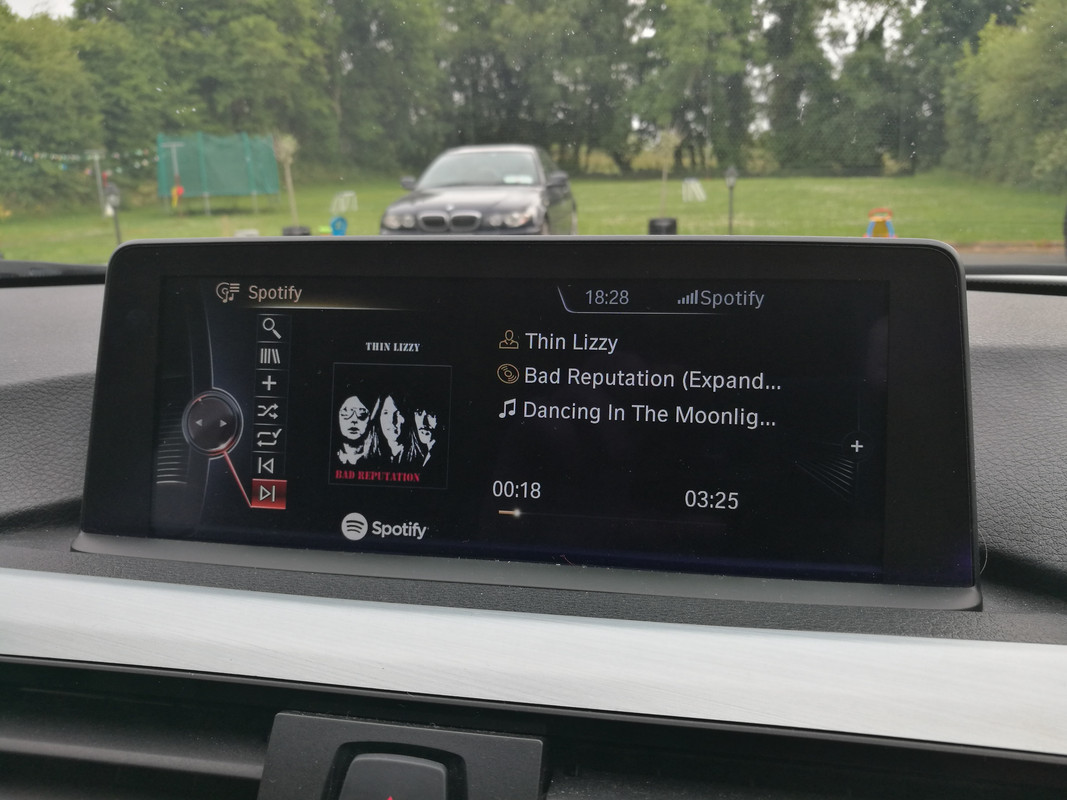 Spotify
18:28
Spotify
THIN LIZZY
BAD REPUTATION
Thin Lizzy
Bad Reputation (Expand...
Dancing In The Moonlig...
00:18
03:25
Spotify